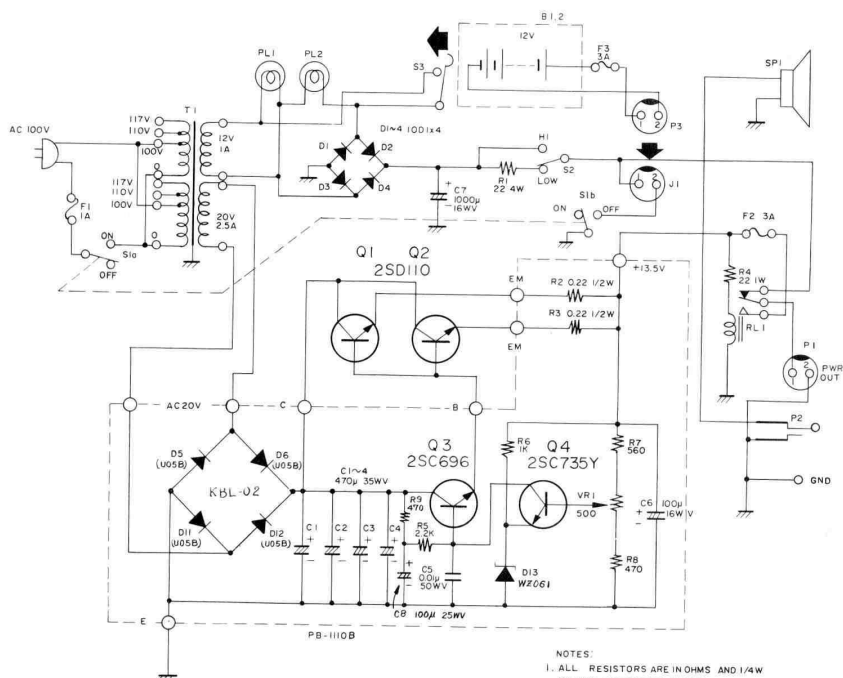 B1,2
12V
F3
3A
SP1
PL1
PL2
S3
T1
P3
1 2
AC 100V
117V
110V
100V
0
117V
110V
100V
0
12V
1A
20V
2.5A
D1~4 10D1x4
D1
D2
D3
D4
H1
R1
22 4W
LOW
S2
J1
1 2
C7
1000µ
16WV
S1b
ON
OFF
F1
1A
ON
S1a
OFF
F2 3A
R4
22 1W
RL1
Q1 Q2
2SD110
EM
R2 0.22 1/2W
R3 0.22 1/2W
EM
+13.5V
P1
2
PWR
OUT
P2
GND
AC20V
C
B
D5
(U05B)
D6
(U05B)
KBL-02
D11
(U05B)
D12
(U05B)
C1~4
470µ 35WV
C1
C2
C3
C4
R9
470
Q3
2SC696
R5
2.2K
C5
0.01µ
50WV
C8 100µ 25WV
R6
1K
Q4
2SC735Y
D13
WZ061
R7
560
VR1
500
R8
470
C6
100µ
16WV
E
PB-1110B
NOTES:
1. ALL RESISTORS ARE IN OHMS AND 1/4W